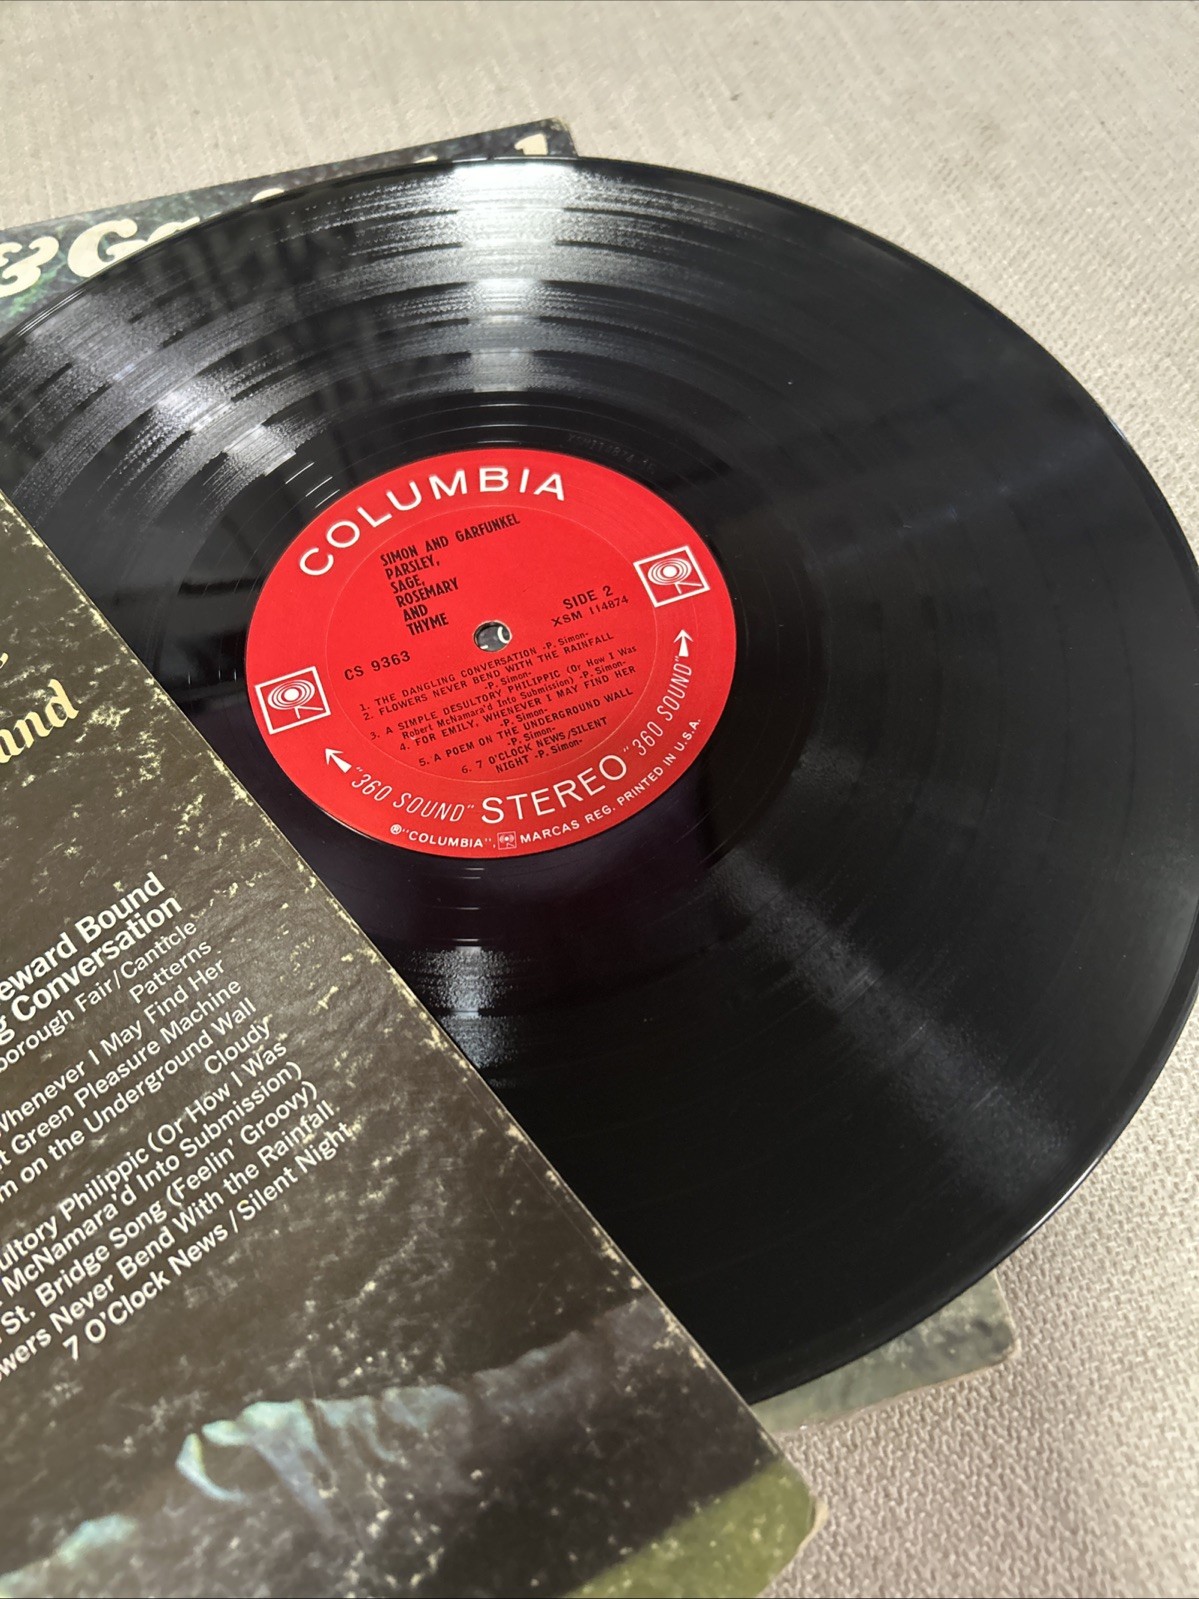 & Ga
COLUMBIA
SIMON AND GARFUNKEL
PARSLEY,
SAGE,
ROSEMARY
AND
THYME
SIDE 2
XSM 114874
CS 9363
1. THE DANGLING CONVERSATION -P. Simon-
2. FLOWERS NEVER BEND WITH THE RAINFALL
-P. Simon-
3. A SIMPLE DESULTORY PHILIPPIC (Or How I Was
Robert McNamara'd Into Submission) -P. Simon-
4. FOR EMILY, WHENEVER I MAY FIND HER
-P. Simon-
5. A POEM ON THE UNDERGROUND WALL
-P. Simon-
6. 7 O'CLOCK NEWS/SILENT
NIGHT -P. Simon-
"360 SOUND" STEREO "360 SOUND"
®"COLUMBIA", MARCAS REG. PRINTED IN U.S.A.
and
eward Bound
g Conversation
borough Fair/Canticle
Patterns
Whenever I May Find Her
t Green Pleasure Machine
m on the Underground Wall
Cloudy
ultory Philippic (Or How I Was
McNamara'd Into Submission)
St. Bridge Song (Feelin' Groovy)
owers Never Bend With the Rainfall
7 O'Clock News / Silent Night